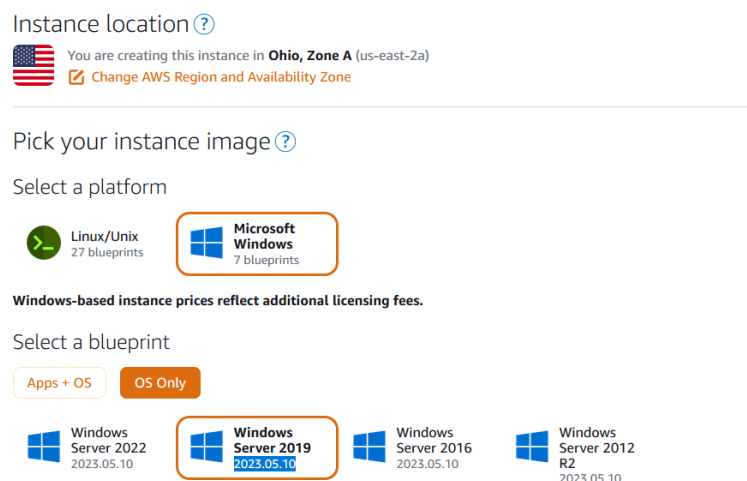 Instance location ?
You are creating this instance in Ohio, Zone A (us-east-2a)
Change AWS Region and Availability Zone
Pick your instance image ?
Select a platform
Linux/Unix
27 blueprints
Microsoft
Windows
7 blueprints
Windows-based instance prices reflect additional licensing fees.
Select a blueprint
Apps + OS
OS Only
Windows
Server 2022
2023.05.10
Windows
Server 2019
2023.05.10
Windows
Server 2016
2023.05.10
Windows
Server 2012
R2
2023.05.10